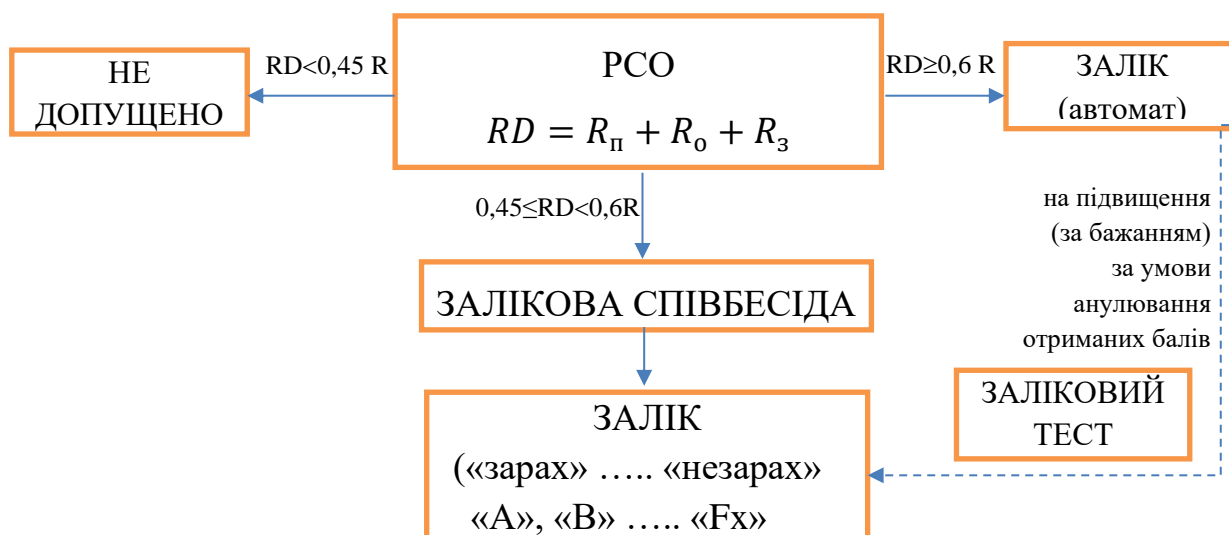 НЕ
ДОПУЩЕНО
RD<0,45 R
РСО
RD = Rп + Rо + Rз
RD≥0,6 R
ЗАЛІК
(автомат)
0,45≤RD<0,6R
на підвищення
(за бажанням)
за умови
анулювання
отриманих балів
ЗАЛІКОВА СПІВБЕСІДА
ЗАЛІКОВИЙ
ТЕСТ
ЗАЛІК
(«зарах» ….. «незарах»
«А», «В» ….. «Fx»